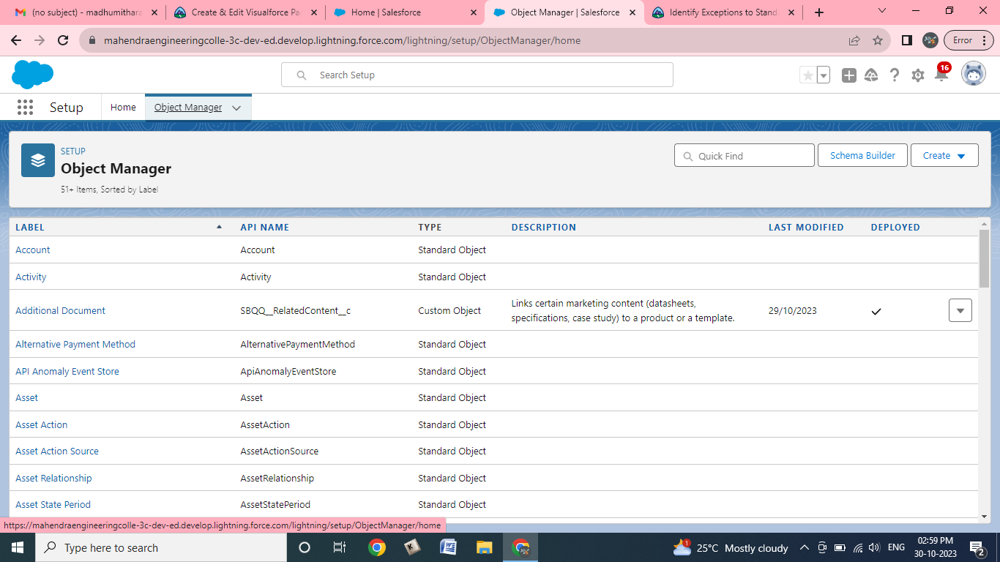 (no subject) - madhumithara
Create & Edit Visualforce Pa
Home | Salesforce
Object Manager | Salesforce
Identify Exceptions to Stand
mahendraengineeringcolle-3c-dev-ed.develop.lightning.force.com/lightning/setup/ObjectManager/home
Error
Search Setup
16
Setup
Home
Object Manager
SETUP
Object Manager
51+ Items, Sorted by Label
Quick Find
Schema Builder
Create
LABEL API NAME TYPE DESCRIPTION LAST MODIFIED DEPLOYED
Account Account Standard Object
Activity Activity Standard Object
Additional Document SBQQ__RelatedContent__c Custom Object Links certain marketing content (datasheets, 29/10/2023
specifications, case study) to a product or a template.
Alternative Payment Method AlternativePaymentMethod Standard Object
API Anomaly Event Store ApiAnomalyEventStore Standard Object
Asset Asset Standard Object
Asset Action AssetAction Standard Object
Asset Action Source AssetActionSource Standard Object
Asset Relationship AssetRelationship Standard Object
Asset State Period AssetStatePeriod Standard Object
https://mahendraengineeringcolle-3c-dev-ed.develop.lightning.force.com/lightning/setup/ObjectManager/home
Type here to search
1
25°C Mostly cloudy
ENG
02:59 PM
30-10-2023
2